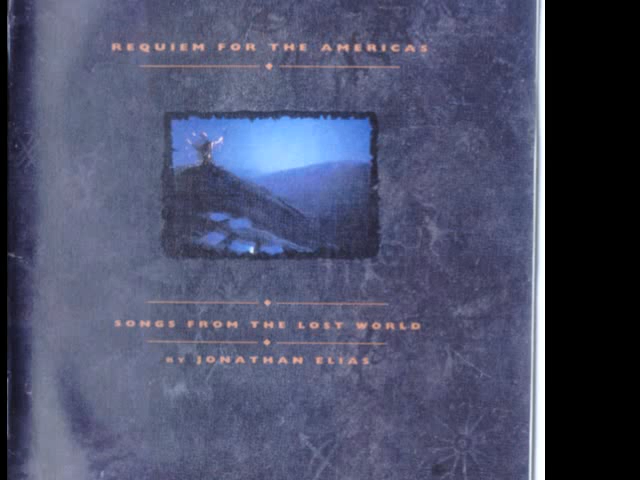 REQUIEM FOR THE AMERICAS
SONGS FROM THE LOST WORLD
BY JONATHAN ELIAS